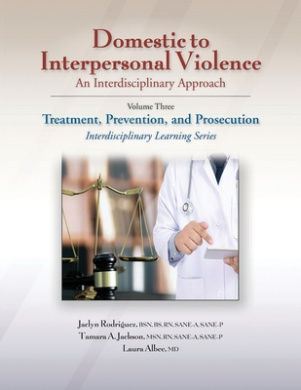 Domestic to
Interpersonal Violence
An Interdisciplinary Approach
Volume Three
Treatment, Prevention, and Prosecution
Interdisciplinary Learning Series
Jarlyn Rodriguez, BSN, BS, RN, SANE-A, SANE-P
Tamara A. Jackson, MSN, RN, SANE-A, SANE-P
Laura Albee, MD